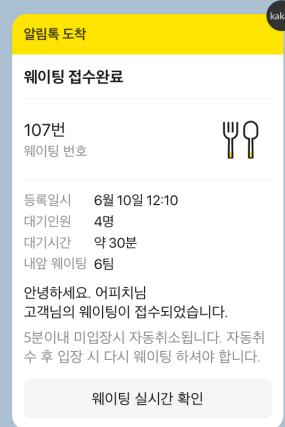 알림톡 도착
웨이팅 접수완료
107번
웨이팅 번호
등록일시 6월 10일 12:10
대기인원 4명
대기시간 약 30분
내앞 웨이팅 6팀
안녕하세요. 어피치님
고객님의 웨이팅이 접수되었습니다.
5분이내 미입장시 자동취소됩니다. 자동취
수 후 입장 시 다시 웨이팅 하셔야 합니다.
웨이팅 실시간 확인